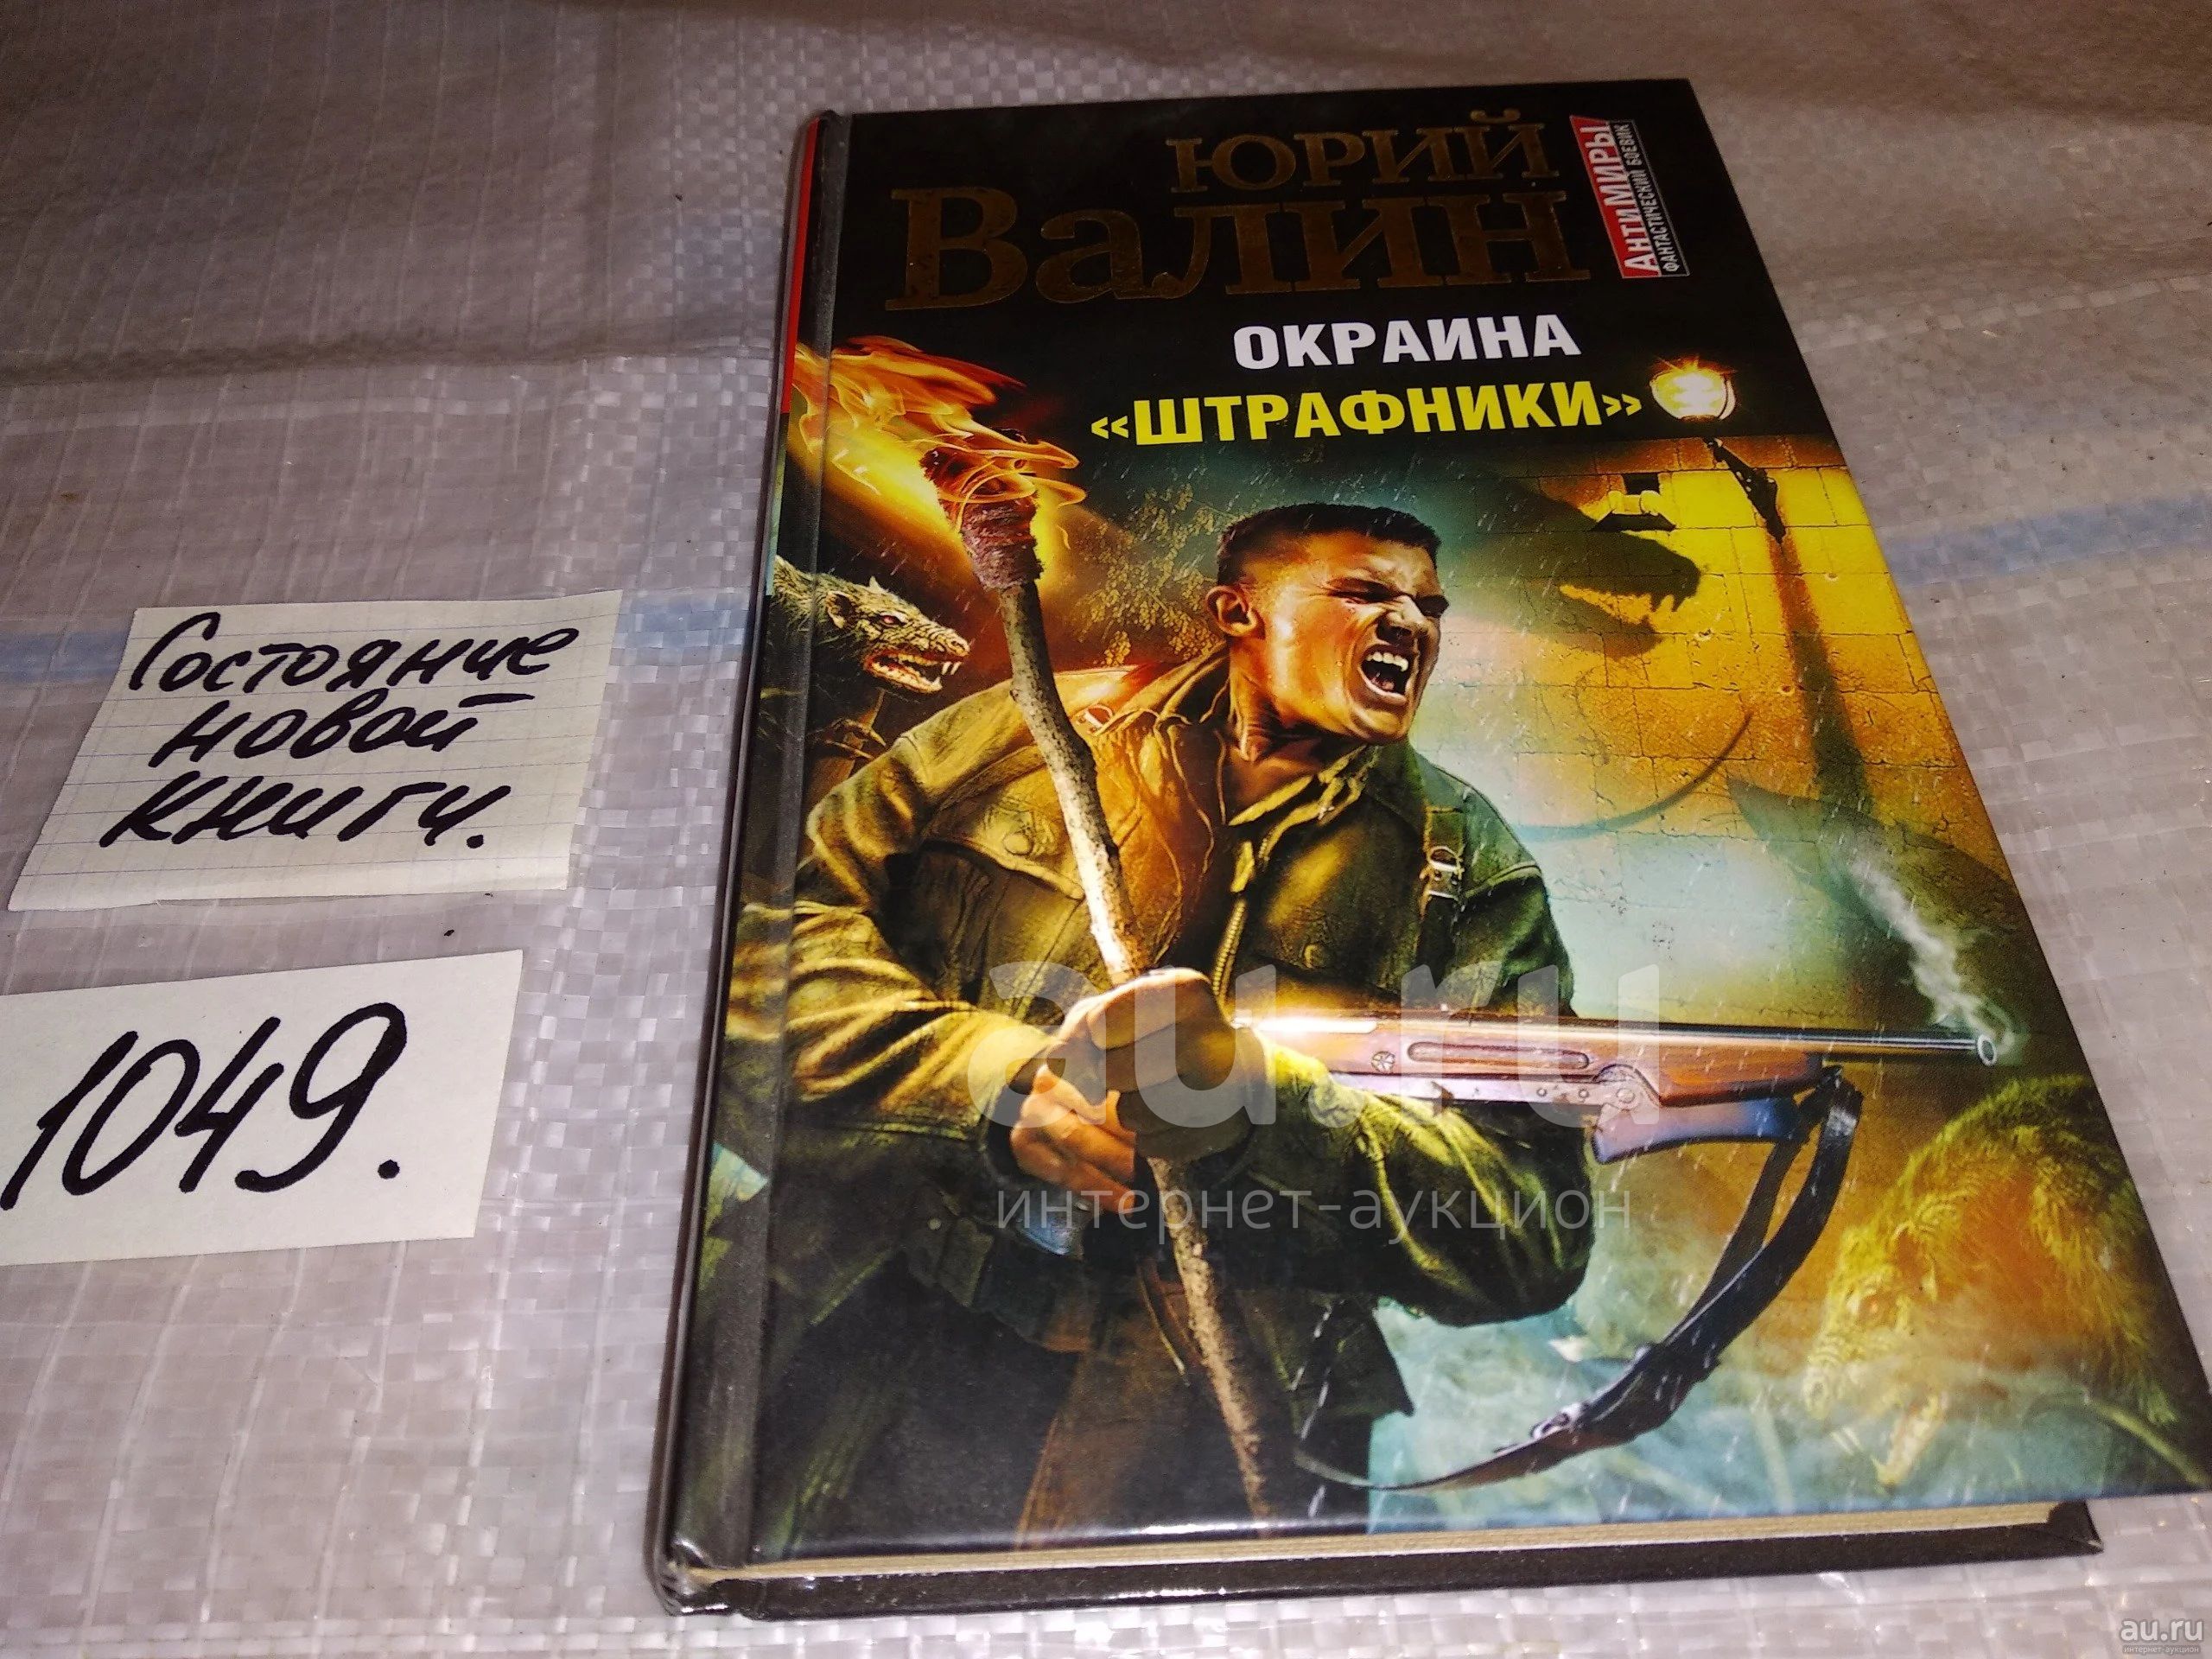 ЮРИЙ
ВАЛИН
АНТИМИРЫ
ФАНТАСТИЧЕСКИЙ БОЕВИК
ОКРАИНА
«ШТРАФНИКИ»
Состояние
новой
книги.
1049.
au.ru
интернет-аукцион
au.ru
интернет-аукцион